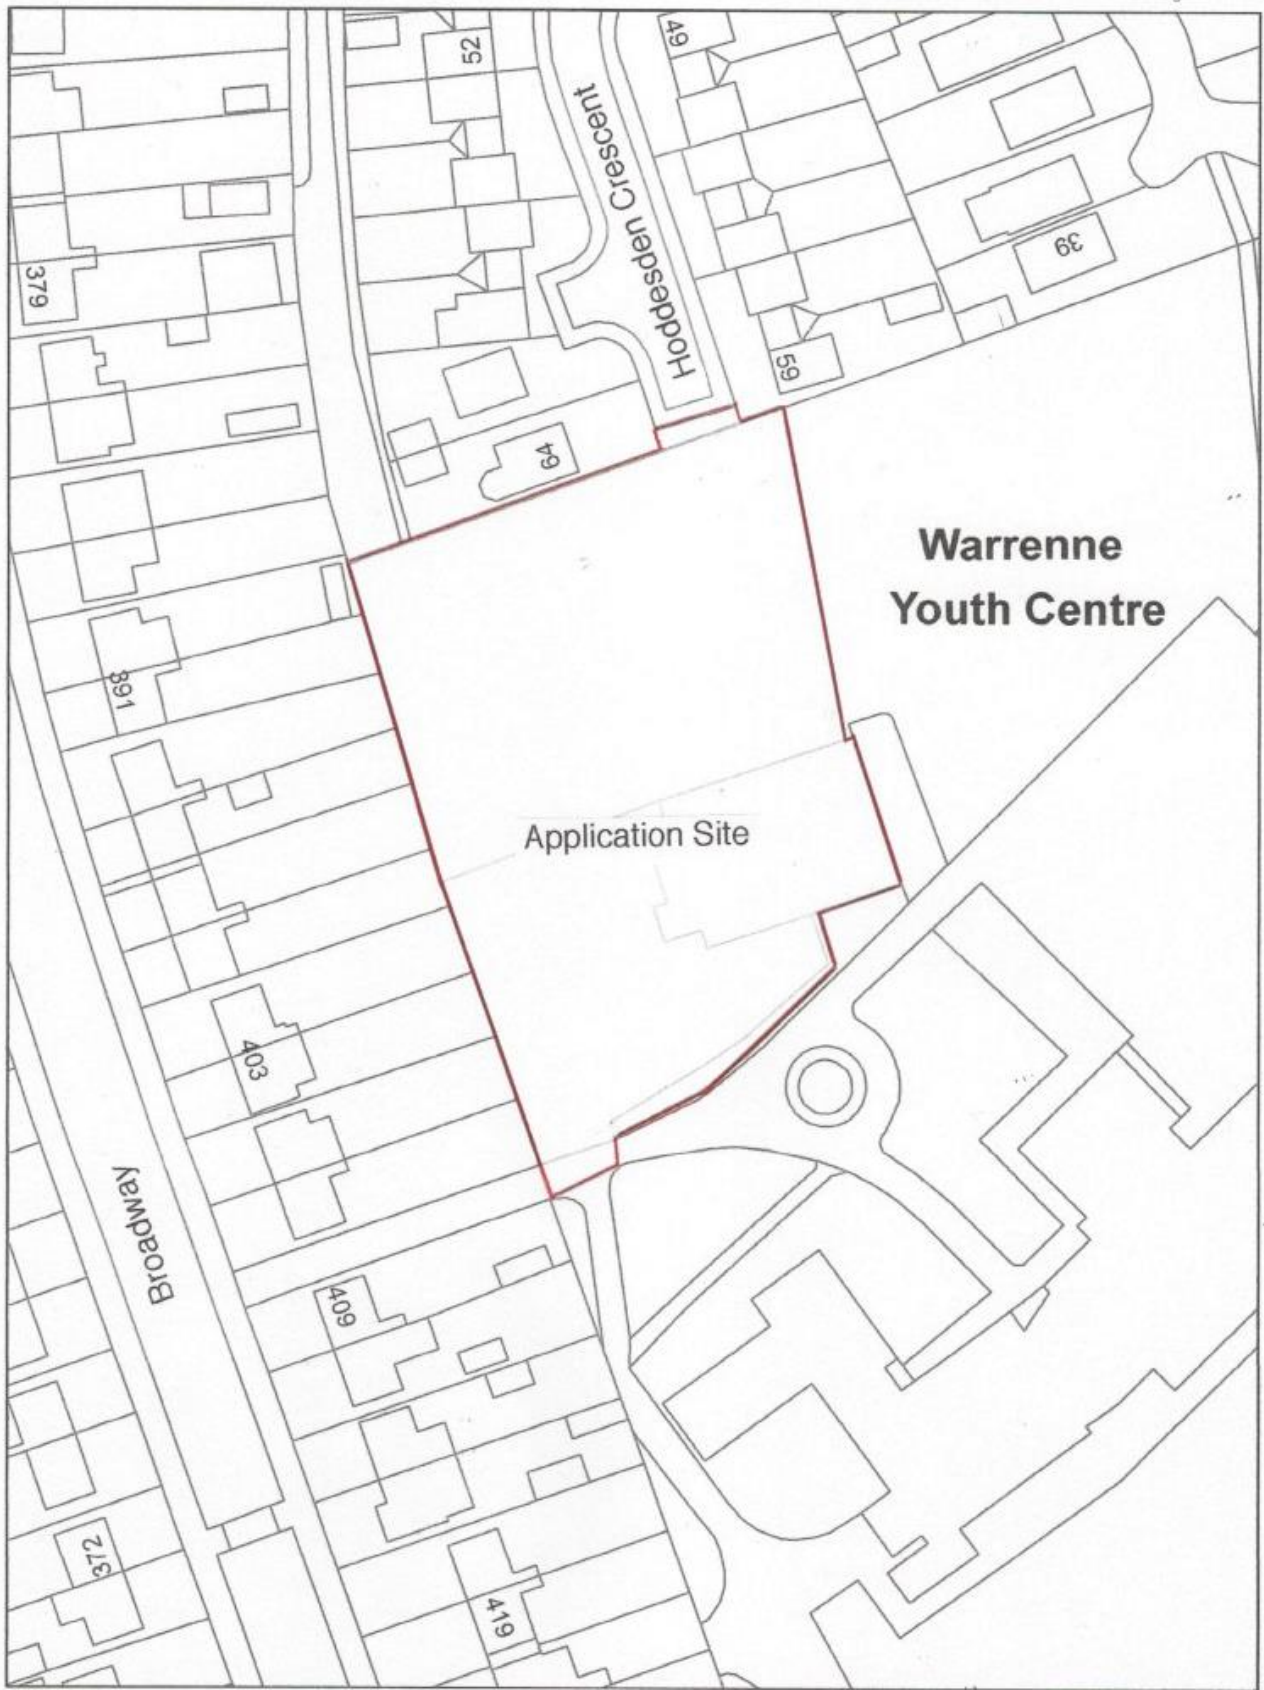 52
49
Hoddesden Crescent
39
379
59
64
Warrenne
Youth Centre
391
Application Site
403
Broadway
409
372
419